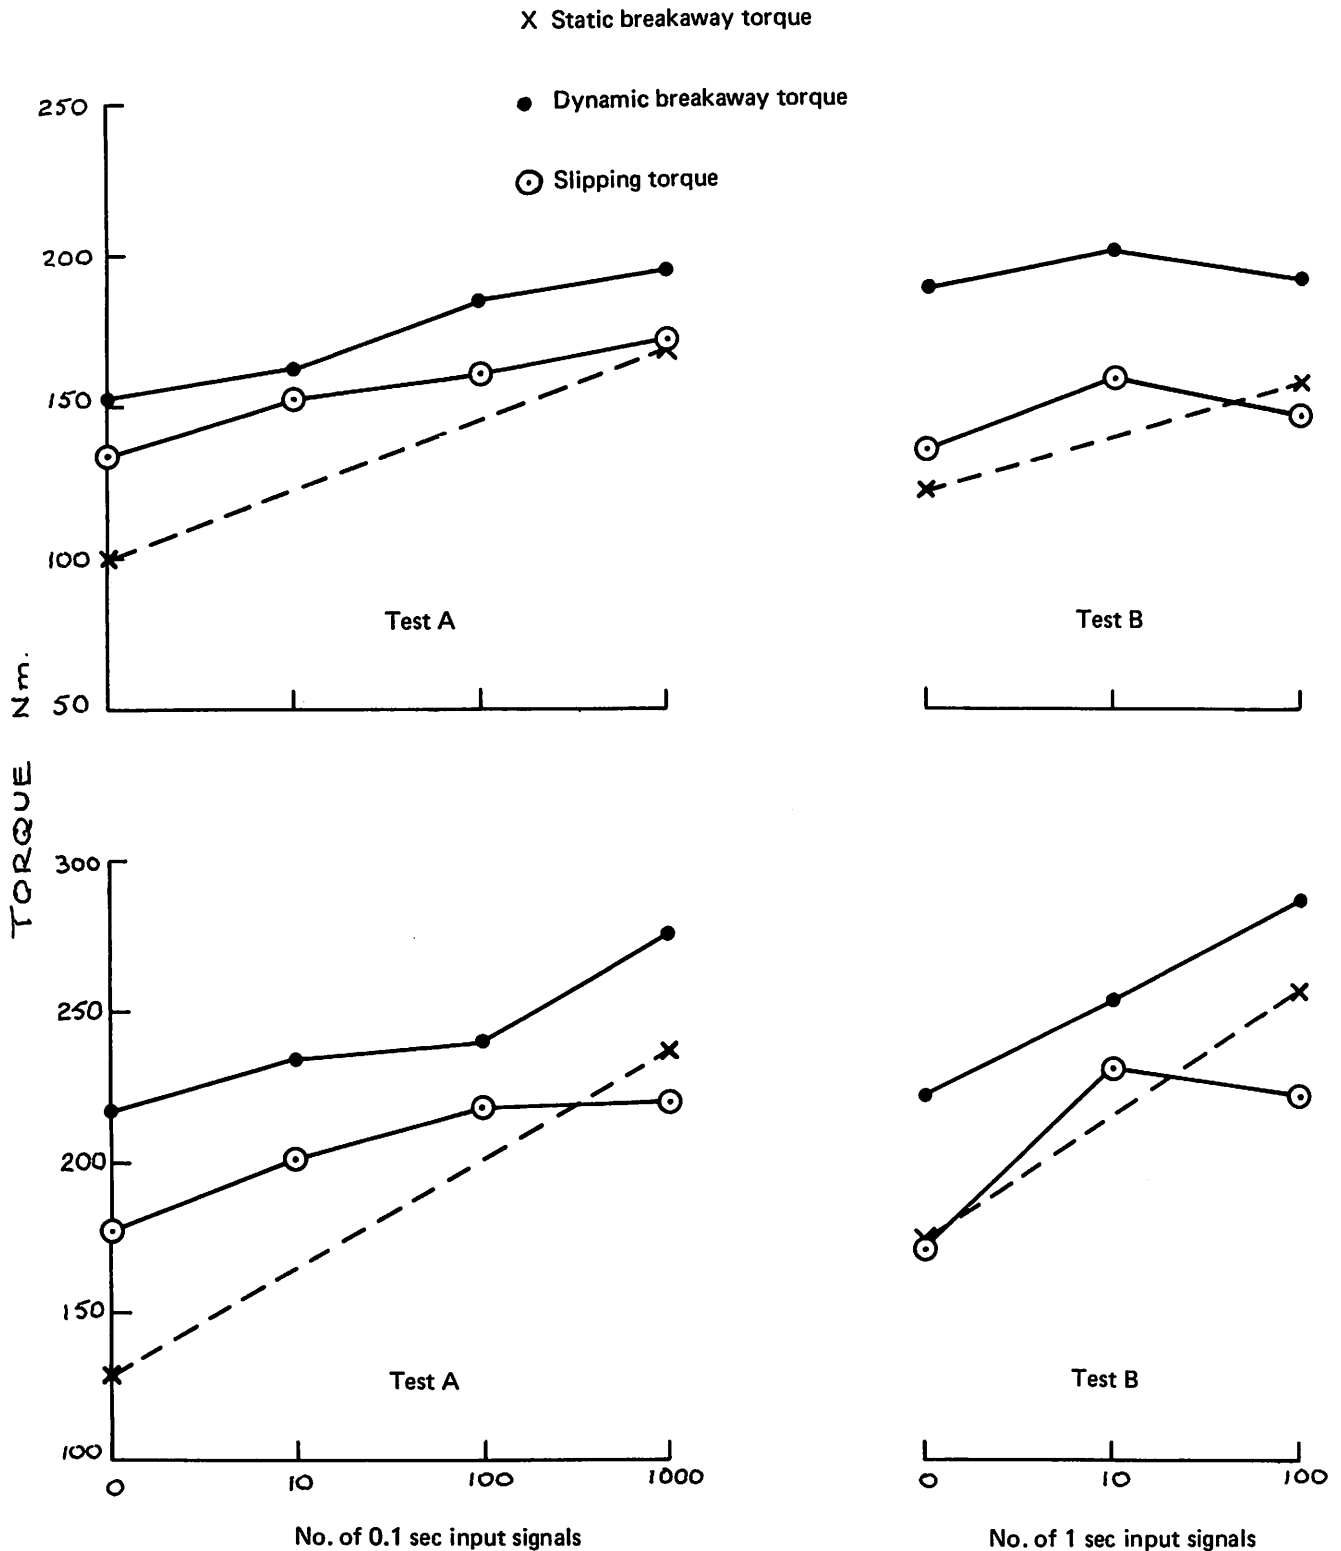 x Static breakaway torque
Dynamic breakaway torque
Slipping torque
250
200
150
100
50
Test A
Test B
TORQUE Nm.
300
250
200
150
100
Test A
Test B
0 10 100 1000
0 10 100
No. of 0.1 sec input signals
No. of 1 sec input signals